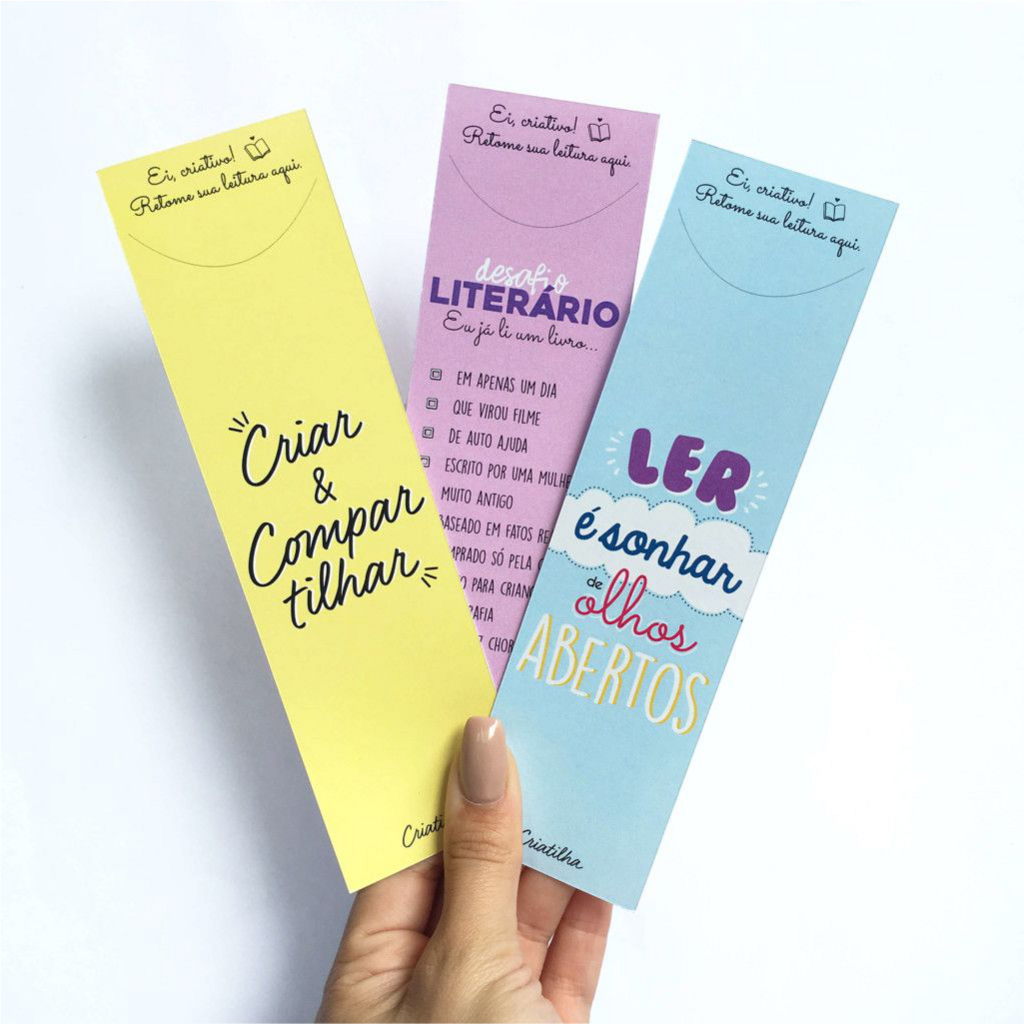 Ei, criativo!
Retome sua leitura aqui.
Criar
&
Compar
tilhar
Ei, criativo!
Retome sua leitura aqui.
desafio
LITERÁRIO
Eu já li um livro...
EM APENAS UM DIA
QUE VIROU FILME
DE AUTO AJUDA
ESCRITO POR UMA
MUITO ANTIGO
EM FATOS
SÓ PELA
PARA
Ei, criativo!
Retome sua leitura aqui.
LER
é sonhar
de
olhos
ABERTOS
Criatilha